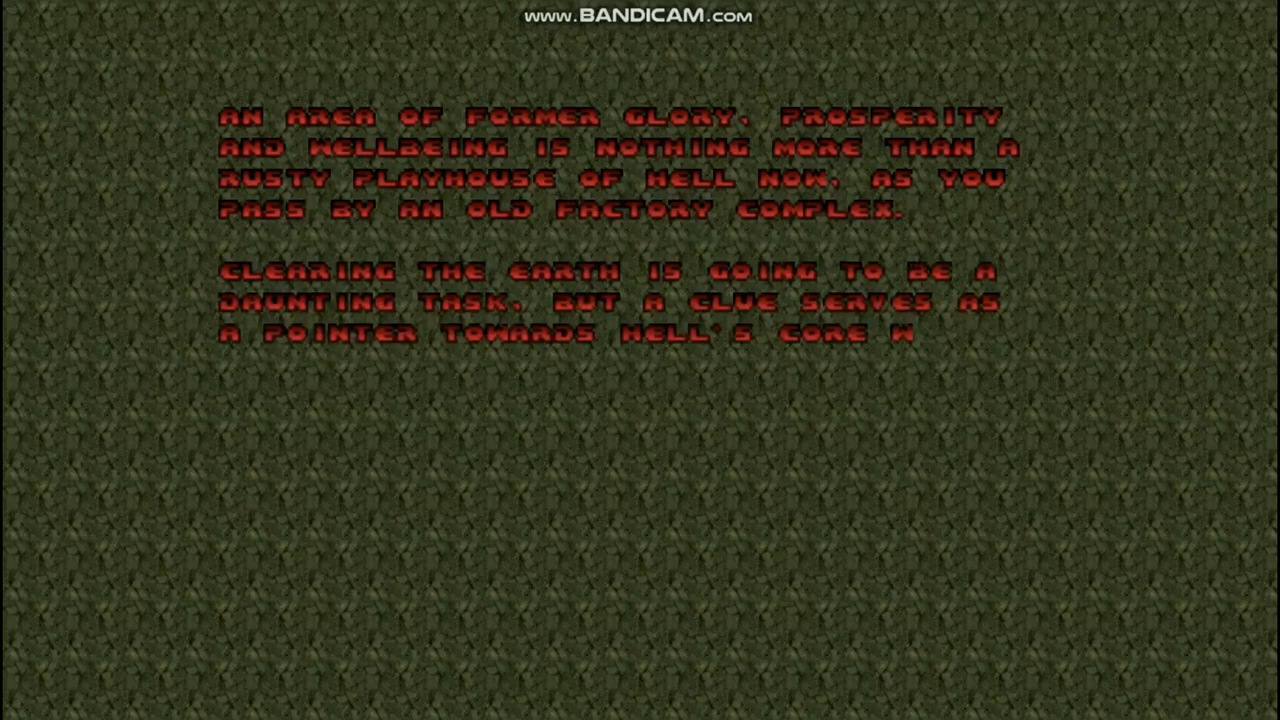 www.BANDICAM.com
AN AREA OF FORMER GLORY, PROSPERITY
AND WELLBEING IS NOTHING MORE THAN A
RUSTY PLAYHOUSE OF HELL NOW, AS YOU
PASS BY AN OLD FACTORY COMPLEX.
CLEARING THE EARTH IS GOING TO BE A
DAUNTING TASK, BUT A CLUE SERVES AS
A POINTER TOWARDS HELL'S CORE W